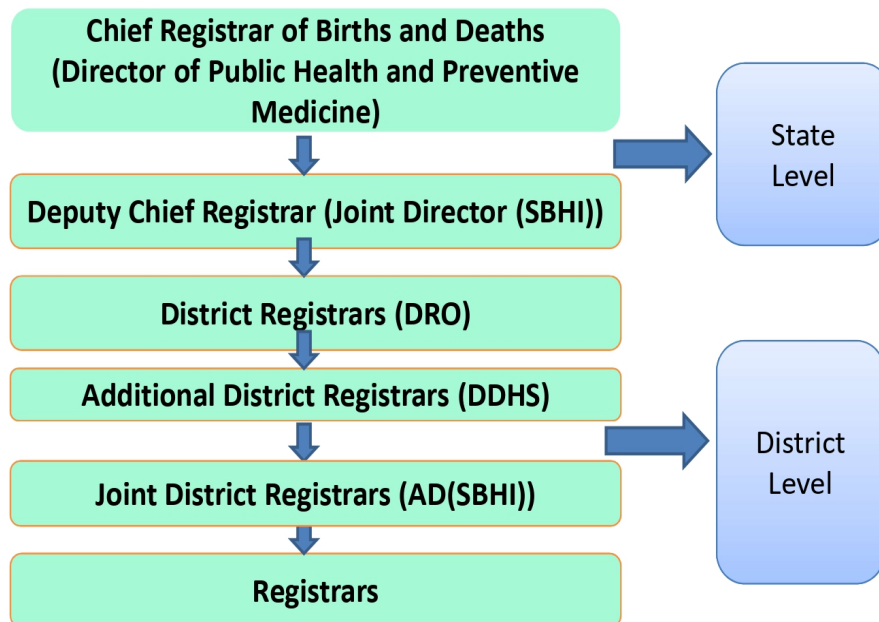 Chief Registrar of Births and Deaths
(Director of Public Health and Preventive
Medicine)
State
Level
Deputy Chief Registrar (Joint Director (SBHI))
District Registrars (DRO)
Additional District Registrars (DDHS)
District
Level
Joint District Registrars (AD(SBHI))
Registrars